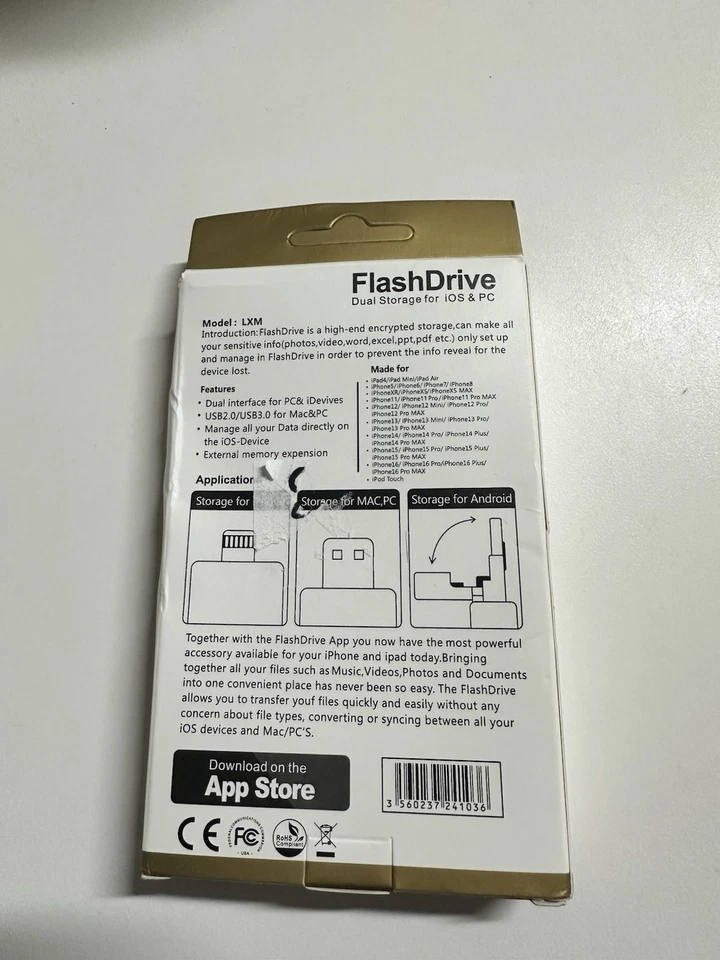 FlashDrive
Dual Storage for iOS & PC
Model: LXM
Introduction:FlashDrive is a high-end encrypted storage,can make all
your sensitive info(photos,video,word,excel,ppt,pdf etc.) only set up
and manage in FlashDrive in order to prevent the info reveal for the
device lost.
Features
• Dual interface for PC& iDevives
• USB2.0/USB3.0 for Mac&PC
• Manage all your Data directly on
the iOS-Device
• External memory expension
Made for
• iPad4/iPad Mini/iPad Air
• iPhone5/iPhone6/iPhone7/ iPhone8
iPhoneXR/iPhoneXS/iPhoneXS MAX
• iPhone11/iPhone11 Pro/iPhone11 Pro MAX
• iPhone12/ iPhone12 Mini/ iPhone12 Pro/
iPhone12 Pro MAX
• iPhone13/ iPhone13 Mini/ iPhone13 Pro/
iPhone13 Pro MAX
• iPhone14/ iPhone14 Pro/ iPhone14 Plus/
iPhone14 Pro MAX
• iPhone15/ iPhone15 Pro/ iPhone15 Plus/
iPhone15 Pro MAX
• iPhone16/ iPhone16 Pro/iPhone16 Plus/
iPhone16 Pro MAX
• iPod Touch
Application
Storage for
Storage for MAC,PC
Storage for Android
Together with the FlashDrive App you now have the most powerful
accessory available for your iPhone and ipad today.Bringing
together all your files such as Music,Videos,Photos and Documents
into one convenient place has never been so easy. The FlashDrive
allows you to transfer youf files quickly and easily without any
concern about file types, converting or syncing between all your
iOS devices and Mac/PC'S.
Download on the
App Store
3 560237 241036
CE
FEDERAL COMMUNICATIONS COMMISSION
FC
- USA -
RoHS
Compliant